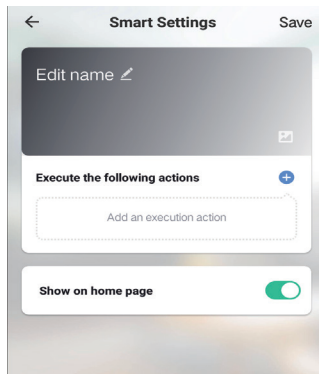 Smart Settings Save
Edit name
Execute the following actions
Add an execution action
Show on home page